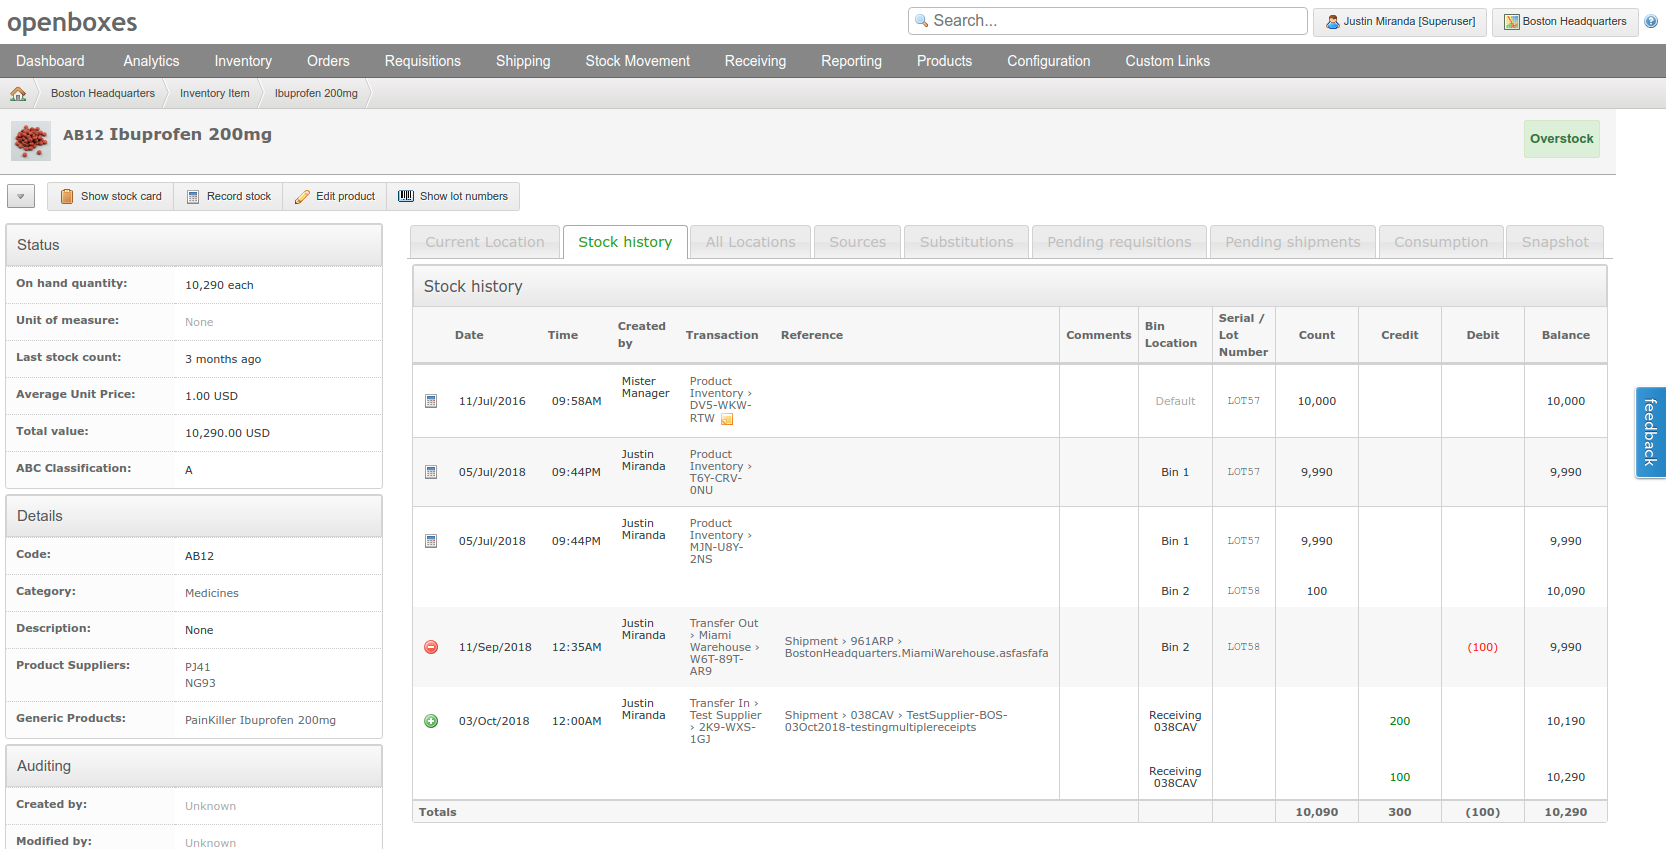 openboxes
Search...
Justin Miranda [Superuser]
Boston Headquarters
Dashboard Analytics Inventory Orders Requisitions Shipping Stock Movement Receiving Reporting Products Configuration Custom Links
Boston Headquarters Inventory Item Ibuprofen 200mg
AB12 Ibuprofen 200mg
Overstock
Show stock card Record stock Edit product Show lot numbers
Status
On hand quantity: 10,290 each
Unit of measure: None
Last stock count: 3 months ago
Average Unit Price: 1.00 USD
Total value: 10,290.00 USD
ABC Classification: A
Details
Code: AB12
Category: Medicines
Description: None
Product Suppliers: PJ41
NG93
Generic Products: PainKiller Ibuprofen 200mg
Auditing
Created by: Unknown
Modified by: Unknown
Current Location Stock history All Locations Sources Substitutions Pending requisitions Pending shipments Consumption Snapshot
Stock history
Date Time Created by Transaction Reference Comments Bin Location Serial / Lot Number Count Credit Debit Balance
11/Jul/2016 09:58AM Mister Manager Product Inventory › DV5-WKW-RTW Default LOT57 10,000 10,000
05/Jul/2018 09:44PM Justin Miranda Product Inventory › T6Y-CRV-0NU Bin 1 LOT57 9,990 9,990
05/Jul/2018 09:44PM Justin Miranda Product Inventory › MJN-U8Y-2NS Bin 1 LOT57 9,990 9,990
Bin 2 LOT58 100 10,090
11/Sep/2018 12:35AM Justin Miranda Transfer Out › Miami Warehouse › W6T-89T-AR9 Shipment › 961ARP › BostonHeadquarters.MiamiWarehouse.asfasfafa Bin 2 LOT58 (100) 9,990
03/Oct/2018 12:00AM Justin Miranda Transfer In › Test Supplier › 2K9-WXS-1GJ Shipment › 038CAV › TestSupplier-BOS-03Oct2018-testingmultiplereceipts Receiving 038CAV 200 10,190
Receiving 038CAV 100 10,290
Totals 10,090 300 (100) 10,290
feedback